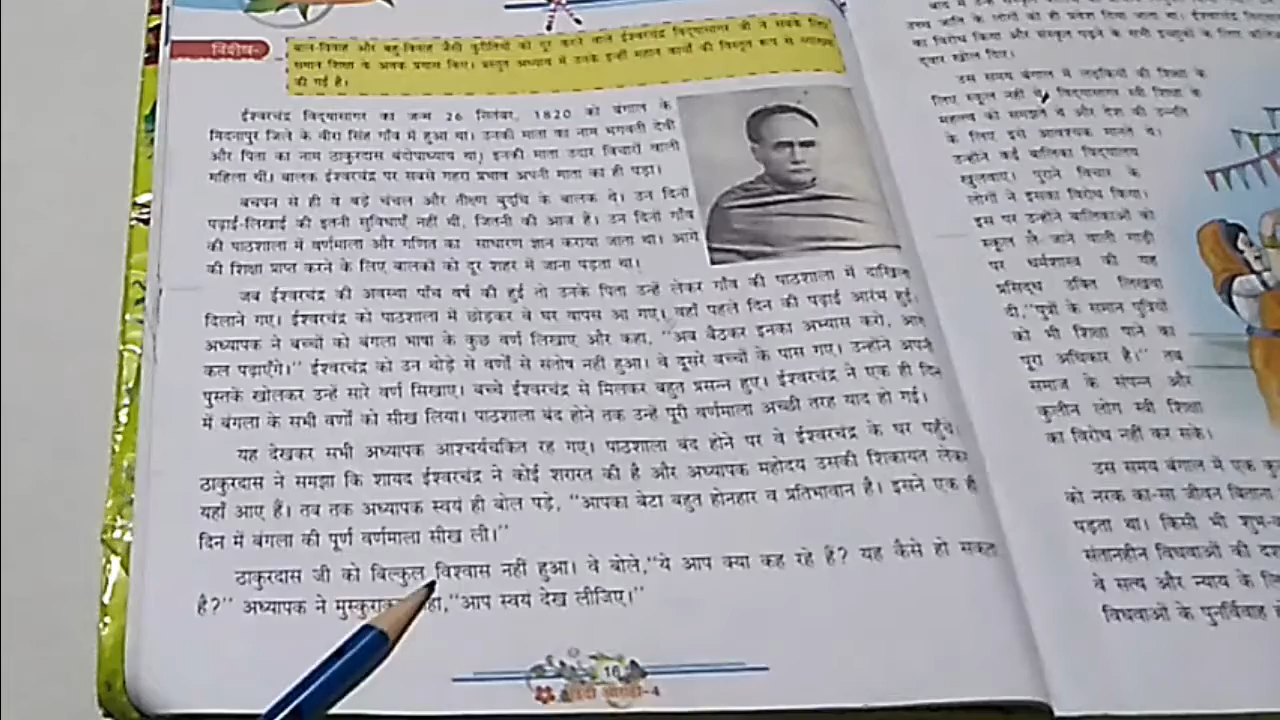 विशेष-
बाल-विवाह और बहु-विवाह जैसी कुरीतियों को दूर करने वाले ईश्वरचंद्र विद्यासागर जी ने सबके लिए
समान शिक्षा के अथक प्रयास किए। प्रस्तुत अध्याय में उनके इन्हीं महान कार्यों की विस्तृत रूप से व्याख्या
की गई है।
ईश्वरचंद्र विद्यासागर का जन्म 26 सितंबर, 1820 को बंगाल के
मिदनापुर जिले के वीरा सिंह गाँव में हुआ था। उनकी माता का नाम भगवती देवी
और पिता का नाम ठाकुरदास बंदोपाध्याय था। इनकी माता उदार विचारों वाली
महिला थीं। बालक ईश्वरचंद्र पर सबसे गहरा प्रभाव अपनी माता का ही पड़ा।
बचपन से ही वे बड़े चंचल और तीक्ष्ण बुद्धि के बालक थे। उन दिनों
पढ़ाई-लिखाई की इतनी सुविधाएँ नहीं थीं, जितनी की आज हैं। उन दिनों गाँव
की पाठशाला में वर्णमाला और गणित का साधारण ज्ञान कराया जाता था। आगे
की शिक्षा प्राप्त करने के लिए बालकों को दूर शहर में जाना पड़ता था।
जब ईश्वरचंद्र की अवस्था पाँच वर्ष की हुई तो उनके पिता उन्हें लेकर गाँव की पाठशाला में दाखिला
दिलाने गए। ईश्वरचंद्र को पाठशाला में छोड़कर वे घर वापस आ गए। वहाँ पहले दिन की पढ़ाई आरंभ हुई।
अध्यापक ने बच्चों को बंगला भाषा के कुछ वर्ण लिखाए और कहा, "अब बैठकर इनका अभ्यास करो, आगे
कल पढ़ाएँगे।" ईश्वरचंद्र को उन थोड़े से वर्णों से संतोष नहीं हुआ। वे दूसरे बच्चों के पास गए। उन्होंने अपनी
पुस्तकें खोलकर उन्हें सारे वर्ण सिखाए। बच्चे ईश्वरचंद्र से मिलकर बहुत प्रसन्न हुए। ईश्वरचंद्र ने एक ही दिन
में बंगला के सभी वर्णों को सीख लिया। पाठशाला बंद होने तक उन्हें पूरी वर्णमाला अच्छी तरह याद हो गई।
यह देखकर सभी अध्यापक आश्चर्यचकित रह गए। पाठशाला बंद होने पर वे ईश्वरचंद्र के घर पहुँचे।
ठाकुरदास ने समझा कि शायद ईश्वरचंद्र ने कोई शरारत की है और अध्यापक महोदय उसकी शिकायत लेकर
यहाँ आए हैं। तब तक अध्यापक स्वयं ही बोल पड़े, "आपका बेटा बहुत होनहार व प्रतिभावान है। इसने एक ही
दिन में बंगला की पूर्ण वर्णमाला सीख ली।"
ठाकुरदास जी को बिल्कुल विश्वास नहीं हुआ। वे बोले,"ये आप क्या कह रहे हैं? यह कैसे हो सकता
है?" अध्यापक ने मुस्कुराकर कहा,"आप स्वयं देख लीजिए।"
16
का विरोध किया और संस्कृत पढ़ने के सभी इच्छुकों के लिए
द्वार खोल दिए।
उस समय बंगाल में लड़कियों की शिक्षा के
लिए स्कूल नहीं थे। विद्यासागर स्त्री शिक्षा के
महत्त्व को समझते थे और देश की उन्नति
के लिए इसे आवश्यक मानते थे।
उन्होंने कई बालिका विद्यालय
खुलवाए। पुराने विचार के
लोगों ने इसका विरोध किया।
इस पर उन्होंने बालिकाओं को
स्कूल ले जाने वाली गाड़ी
पर धर्मशास्त्र की यह
प्रसिद्ध उक्ति लिखवा
दी,"पुत्रों के समान पुत्रियों
को भी शिक्षा पाने का
पूरा अधिकार है।" तब
समाज के संपन्न और
कुलीन लोग स्त्री शिक्षा
का विरोध नहीं कर सके।
उस समय बंगाल में एक
को नरक का-सा जीवन बिताना
पड़ता था। किसी भी शुभ-
संतानहीन विधवाओं की
वे सत्य और न्याय के
विधवाओं के पुनर्विवाह